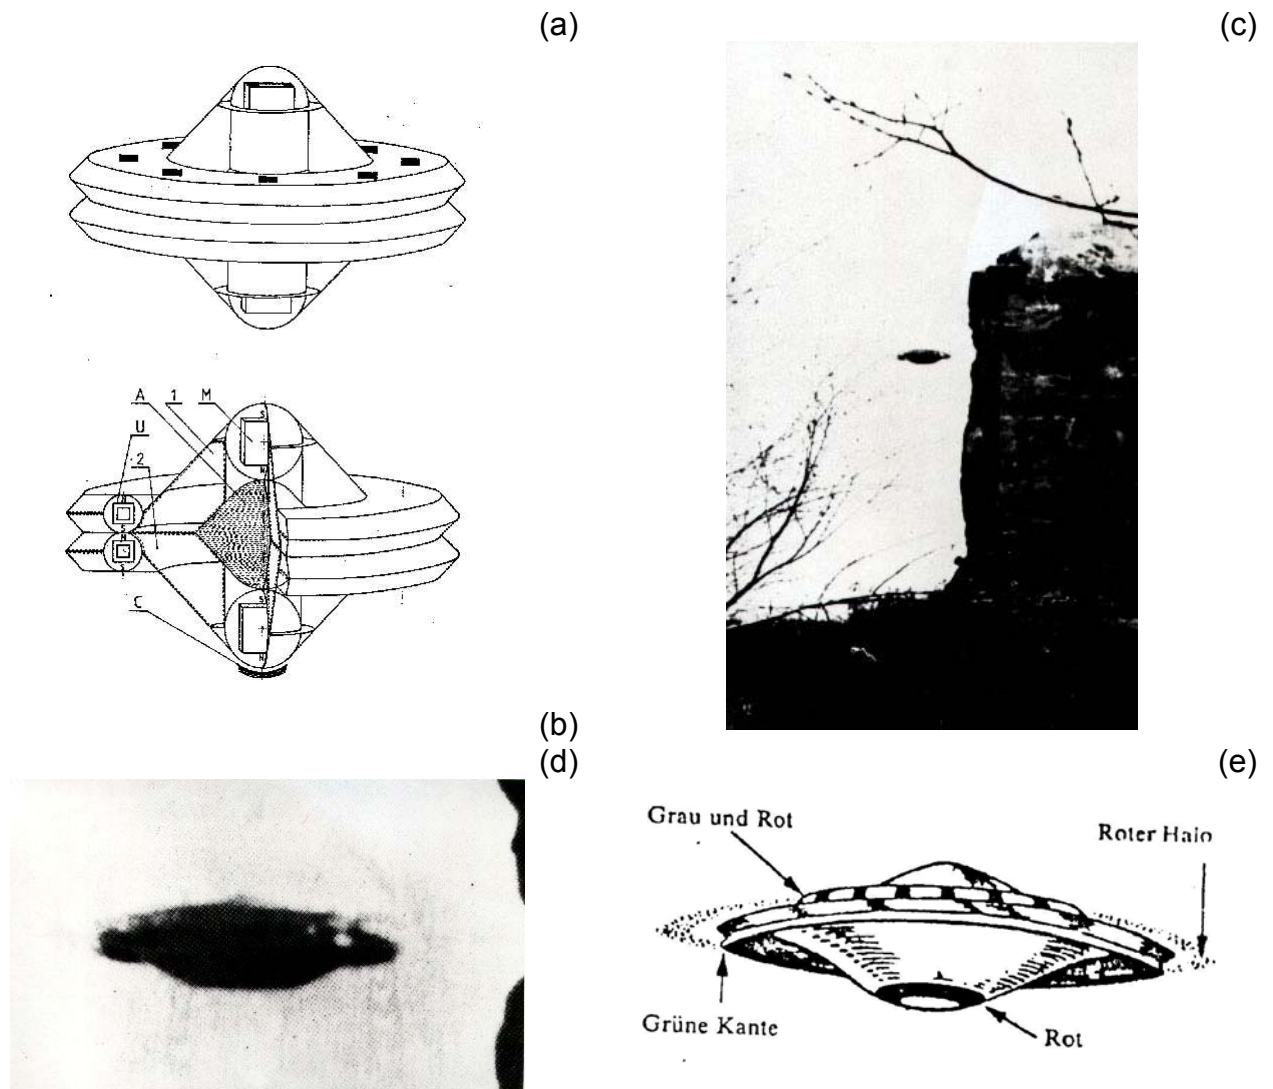 (a)
(c)
A 1 M
U
2
S
N
N
S
N
S
S
N
C
(b)
(d)
(e)
Grau und Rot
Roter Halo
Grüne Kante
Rot